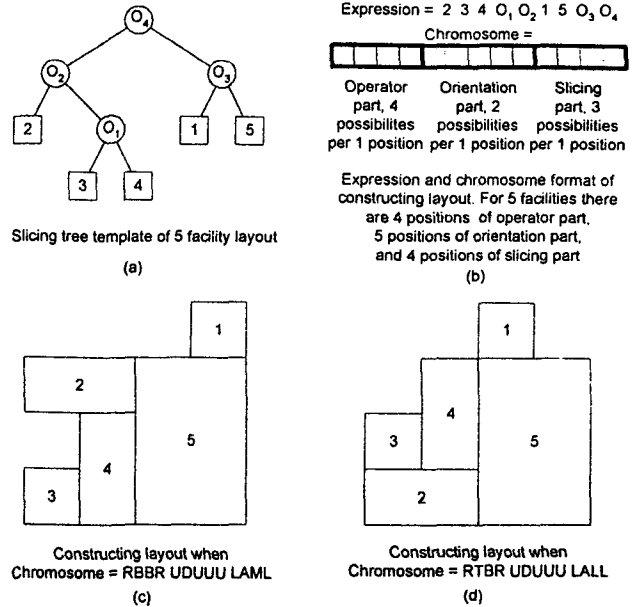 O4
O2
O3
2
O1
1
5
3
4
Slicing tree template of 5 facility layout
(a)
Expression = 2 3 4 O1 O2 1 5 O3 O4
Chromosome =
Operator Orientation Slicing
part, 4 part, 2 part, 3
possibilites possibilities possibilities
per 1 position per 1 position per 1 position
Expression and chromosome format of
constructing layout. For 5 facilities there
are 4 positions of operator part,
5 positions of orientation part,
and 4 positions of slicing part
(b)
1
2
5
4
3
Constructing layout when
Chromosome = RBBR UDUUU LAML
(c)
1
4
3
5
2
Constructing layout when
Chromosome = RTBR UDUUU LALL
(d)